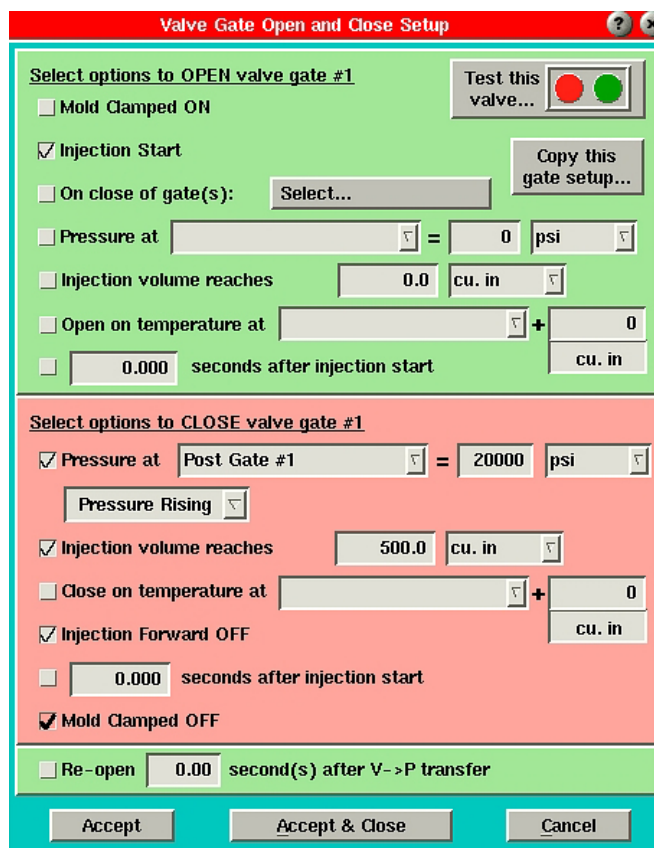 Valve Gate Open and Close Setup ?
Select options to OPEN valve gate #1
Test this
valve...
Mold Clamped ON
Injection Start
Copy this
gate setup...
On close of gate(s): Select...
Pressure at = 0 psi
Injection volume reaches 0.0 cu. in
Open on temperature at + 0
cu. in
0.000 seconds after injection start
Select options to CLOSE valve gate #1
Pressure at Post Gate #1 = 20000 psi
Pressure Rising
Injection volume reaches 500.0 cu. in
Close on temperature at + 0
cu. in
Injection Forward OFF
0.000 seconds after injection start
Mold Clamped OFF
Re-open 0.00 second(s) after V->P transfer
Accept Accept & Close Cancel